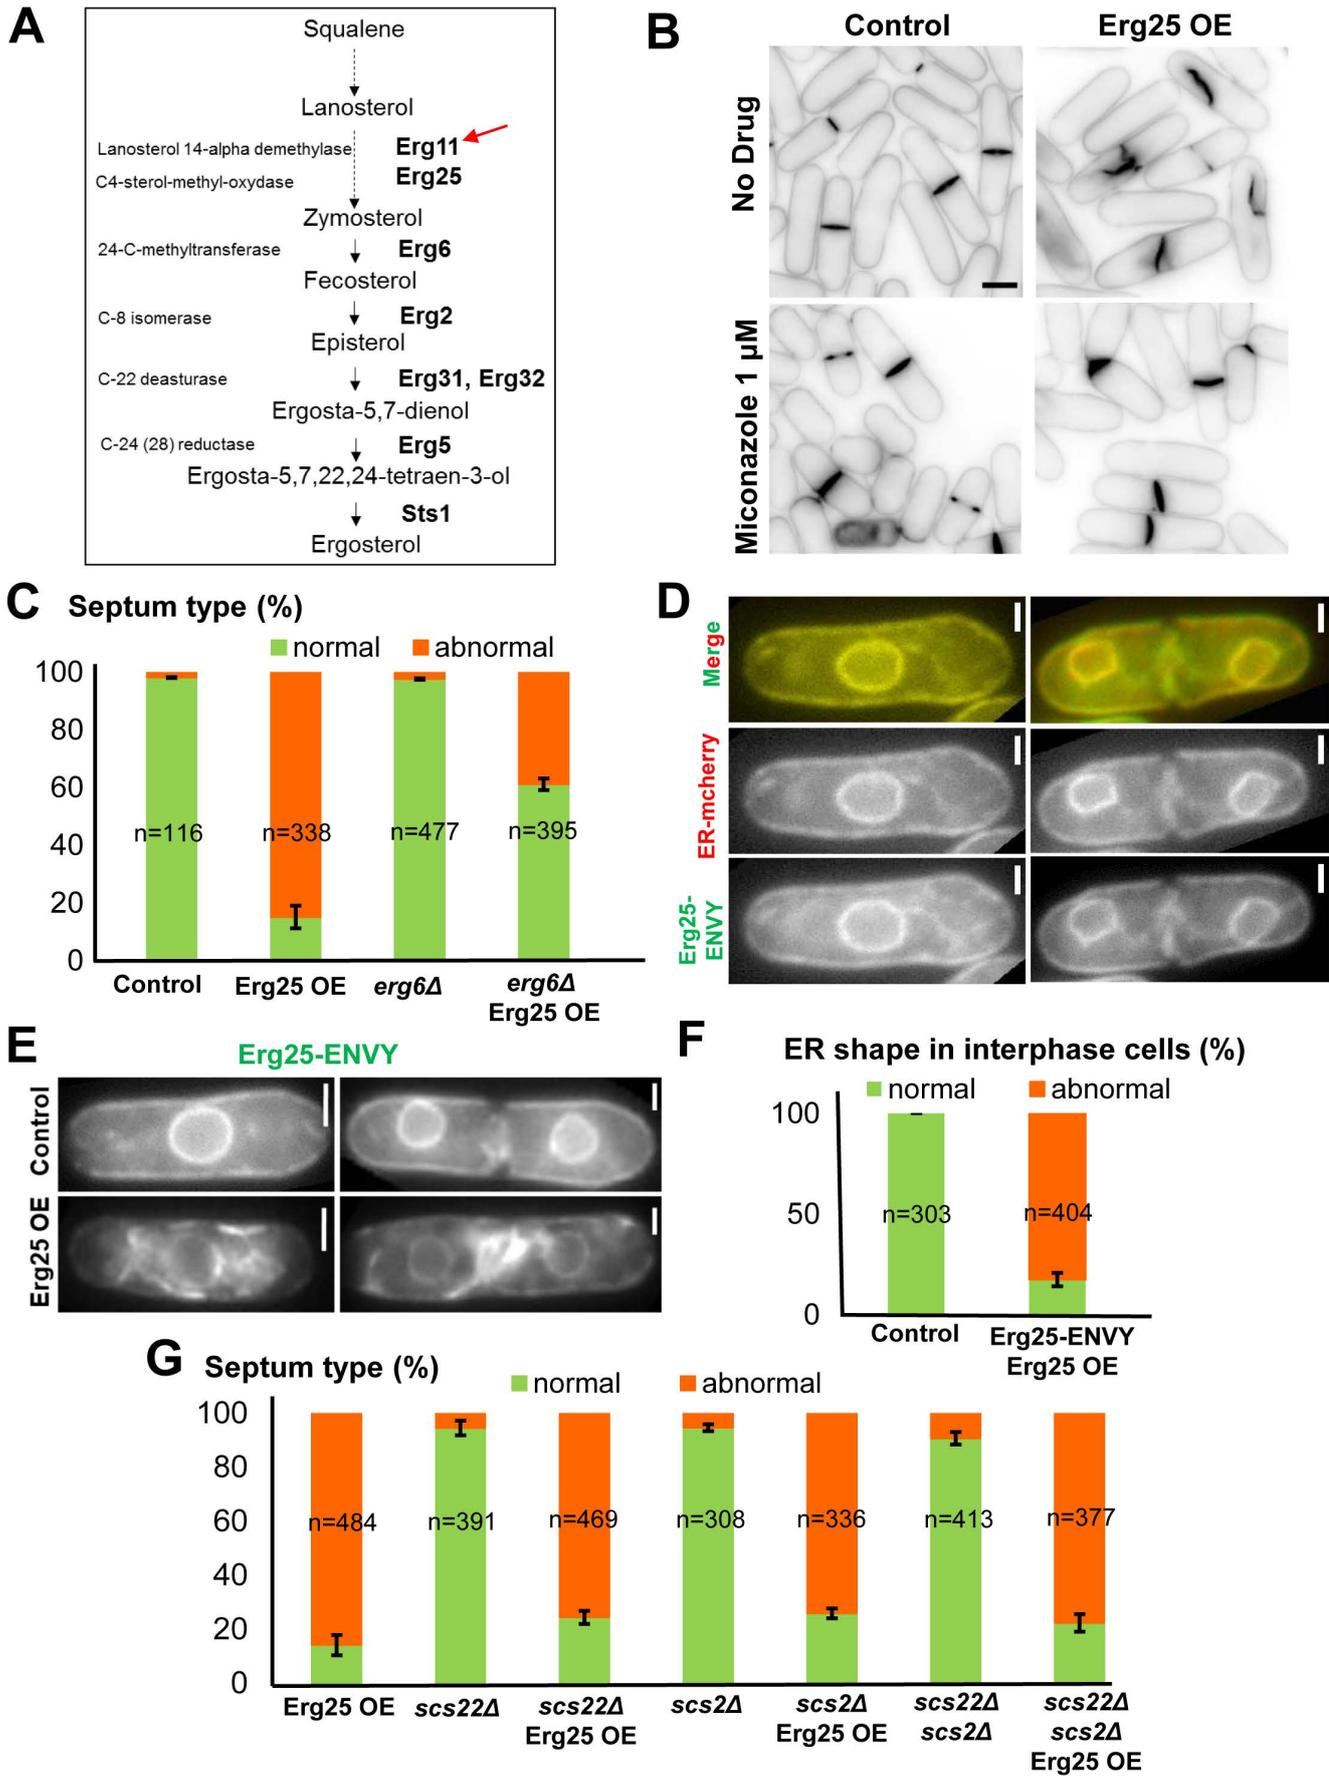 A
Squalene
Lanosterol
Lanosterol 14-alpha demethylase
Erg11
C4-sterol-methyl-oxydase
Erg25
Zymosterol
24-C-methyltransferase
Erg6
Fecosterol
C-8 isomerase
Erg2
Episterol
C-22 deasturase
Erg31, Erg32
Ergosta-5,7-dienol
C-24 (28) reductase
Erg5
Ergosta-5,7,22,24-tetraen-3-ol
Sts1
Ergosterol
B
Control
Erg25 OE
No Drug
Miconazole 1 µM
C
Septum type (%)
normal
abnormal
100
80
60
40
20
0
n=116
n=338
n=477
n=395
Control
Erg25 OE
erg6Δ
erg6Δ
Erg25 OE
D
Merge
ER-mcherry
Erg25-
ENVY
E
Erg25-ENVY
Control
Erg25 OE
F
ER shape in interphase cells (%)
normal
abnormal
100
50
0
n=303
n=404
Control
Erg25-ENVY
Erg25 OE
G
Septum type (%)
normal
abnormal
100
80
60
40
20
0
n=484
n=391
n=469
n=308
n=336
n=413
n=377
Erg25 OE
scs22Δ
scs22Δ
Erg25 OE
scs2Δ
scs2Δ
Erg25 OE
scs22Δ
scs2Δ
scs22Δ
scs2Δ
Erg25 OE